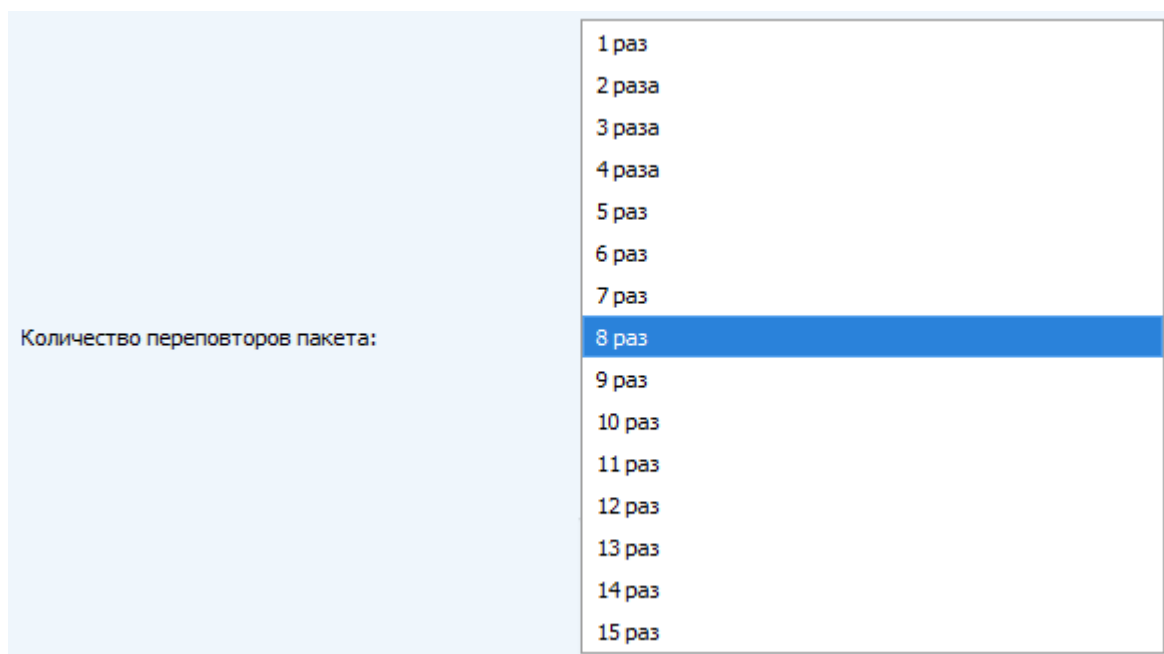 1 раз
2 раза
3 раза
4 раза
5 раз
6 раз
7 раз
Количество переповторов пакета: 8 раз
9 раз
10 раз
11 раз
12 раз
13 раз
14 раз
15 раз